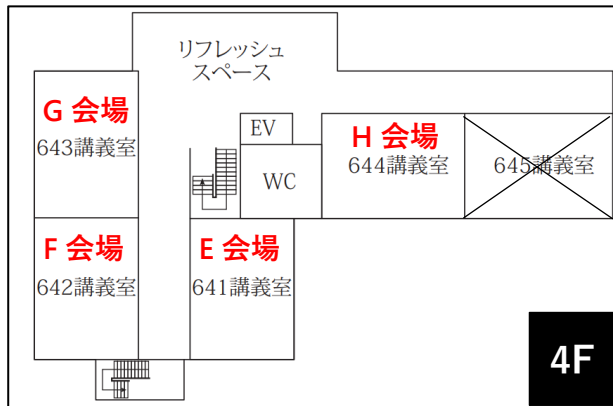 リフレッシュ
スペース
G 会場
643講義室
EV
WC
H 会場
644講義室
645講義室
F 会場
642講義室
E 会場
641講義室
4F